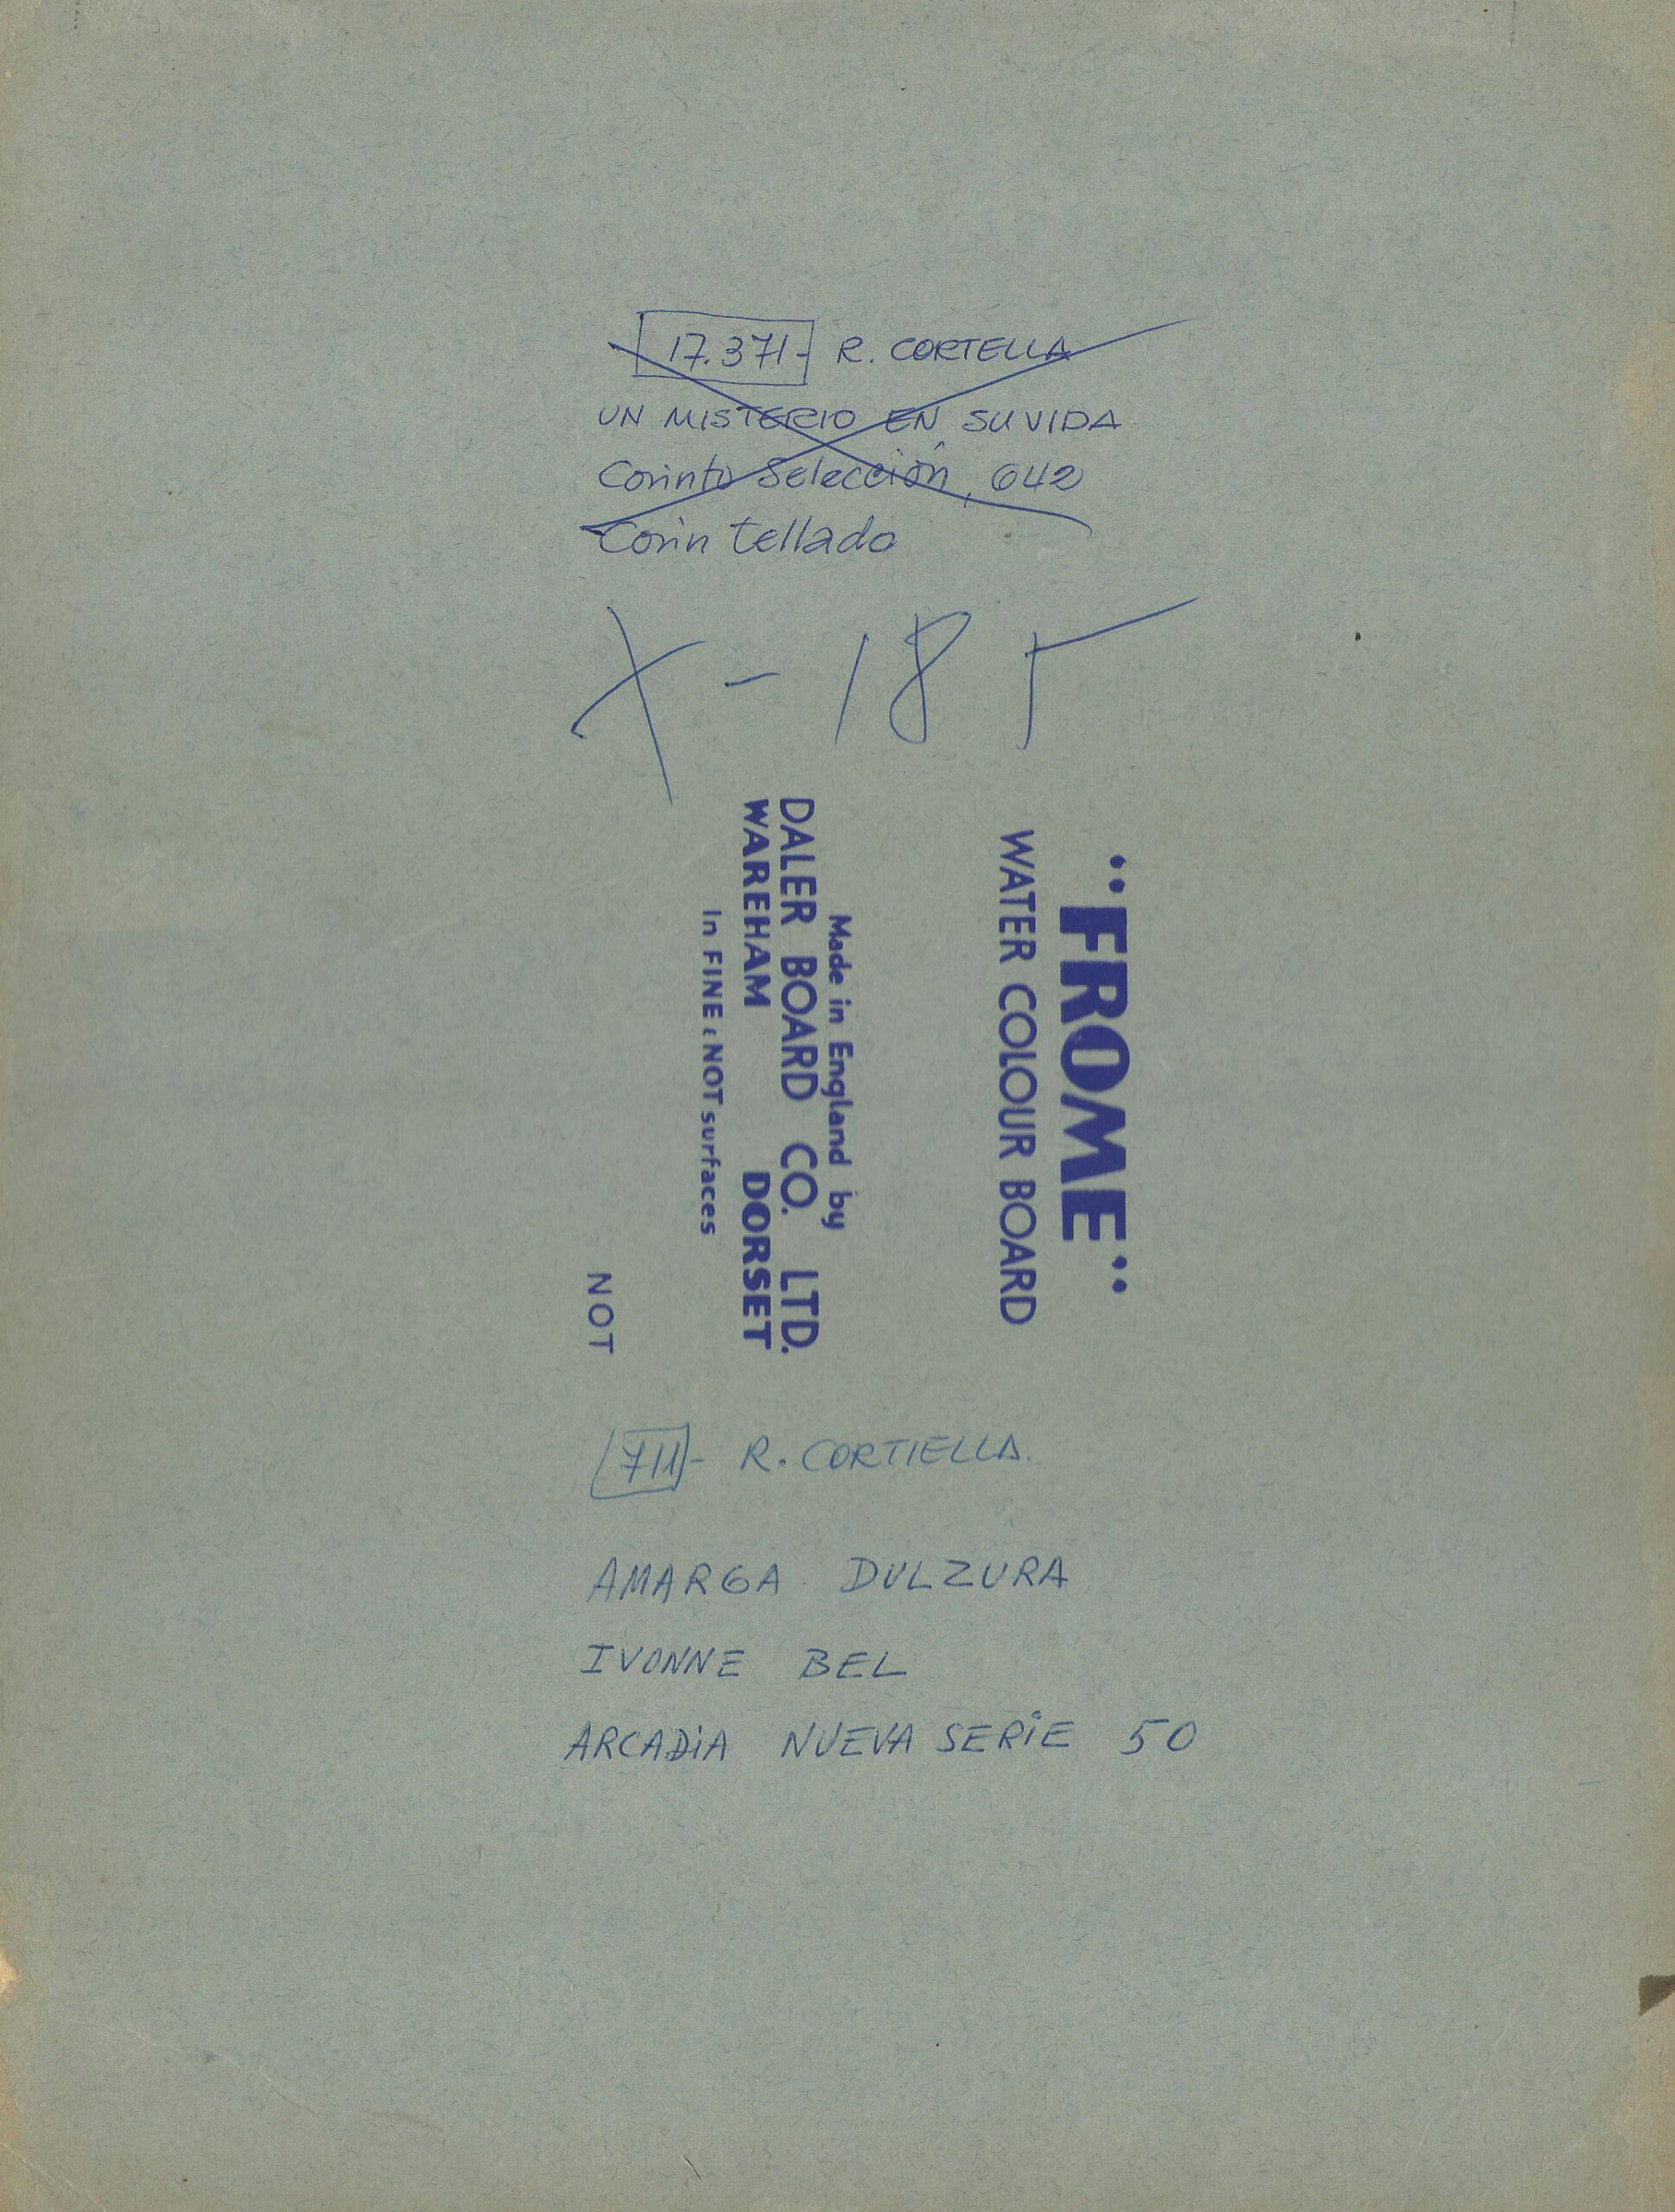 17.371- R. CORTELLA
UN MISTERIO EN SU VIDA
Corinto Selección, 042
Corin tellado
X - 185
"FROME"
WATER COLOUR BOARD
Made in England by
DALER BOARD CO. LTD.
WAREHAM DORSET
In FINE & NOT surfaces
NOT
711- R. CORTIELLA.
AMARGA DULZURA
IVONNE BEL
ARCADIA NUEVA SERIE 50